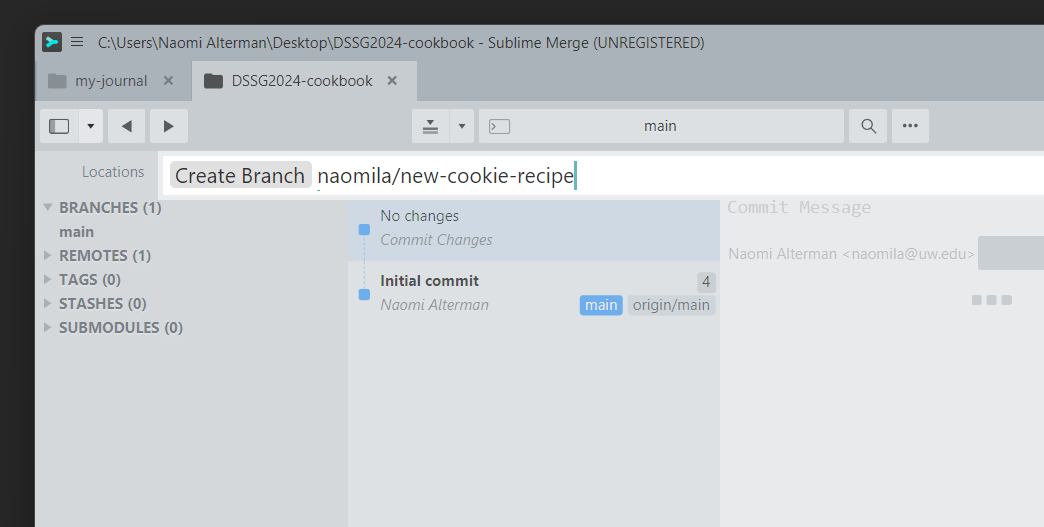 C:\Users\Naomi Alterman\Desktop\DSSG2024-cookbook - Sublime Merge (UNREGISTERED)
my-journal × DSSG2024-cookbook ×
main
Locations
Create Branch naomila/new-cookie-recipe
BRANCHES (1)
main
REMOTES (1)
TAGS (0)
STASHES (0)
SUBMODULES (0)
No changes
Commit Changes
Initial commit 4
Naomi Alterman main origin/main
Commit Message
Naomi Alterman <naomila@uw.edu>